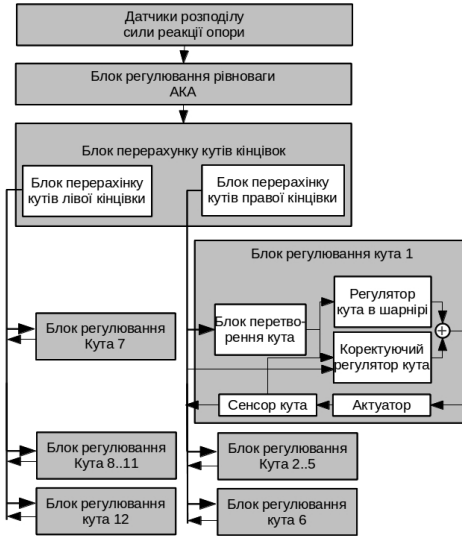 Датчики розподілу
сили реакції опори
Блок регулювання рівноваги
АКА
Блок перерахунку кутів кінцівок
Блок перерахінку
кутів лівої кінцівки
Блок перерахінку
кутів правої кінцівки
Блок регулювання кута 1
Регулятор
кута в шарнірі
Блок перетво-
рення кута
Коректуючий
регулятор кута
Сенсор кута
Актуатор
Блок регулювання
Кута 7
Блок регулювання
Кута 8..11
Блок регулювання
Кута 2..5
Блок регулювання
кута 12
Блок регулювання
кута 6